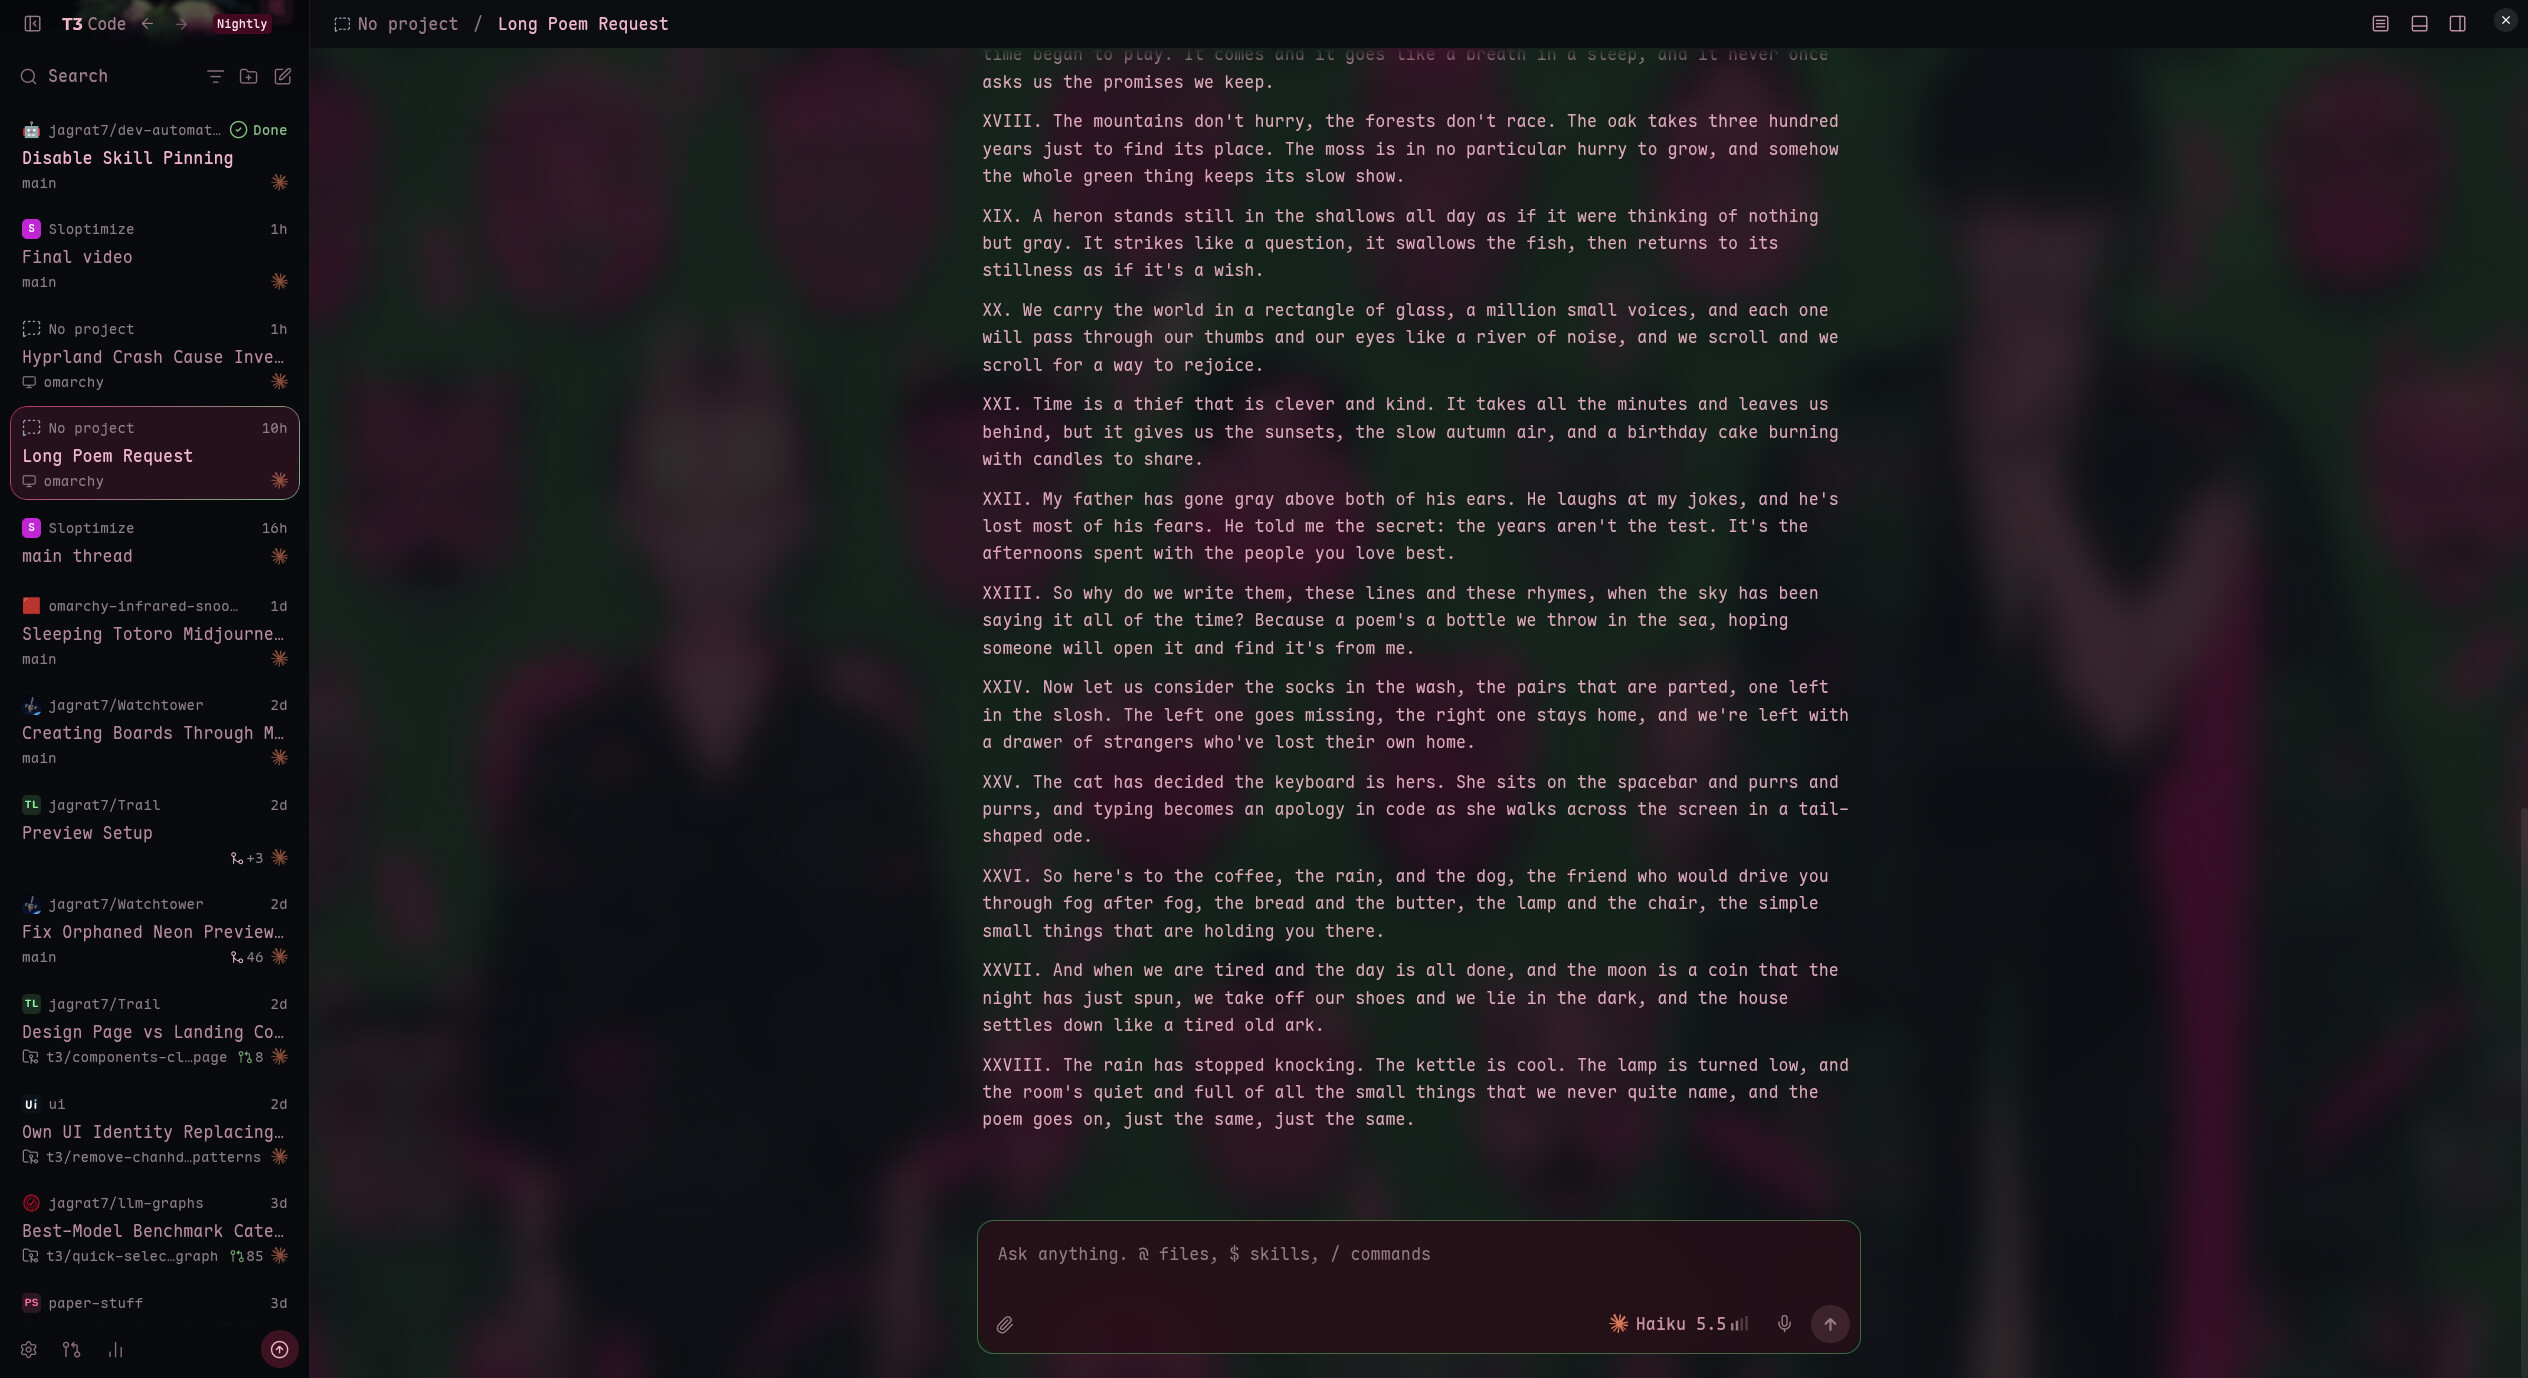 T3 Code
Nightly
No project / Long Poem Request
Search
jagrat7/dev-automat… Done
Disable Skill Pinning
main
S Sloptimize 1h
Final video
main
No project 1h
Hyprland Crash Cause Inve…
omarchy
No project 10h
Long Poem Request
omarchy
S Sloptimize 16h
main thread
omarchy-infrared-snoo… 1d
Sleeping Totoro Midjourne…
main
jagrat7/Watchtower 2d
Creating Boards Through M…
main
TL jagrat7/Trail 2d
Preview Setup
+3
jagrat7/Watchtower 2d
Fix Orphaned Neon Preview…
main 46
TL jagrat7/Trail 2d
Design Page vs Landing Co…
t3/components-cl…page 8
Ui ui 2d
Own UI Identity Replacing…
t3/remove-chanhd…patterns
jagrat7/llm-graphs 3d
Best-Model Benchmark Cate…
t3/quick-selec…graph 85
PS paper-stuff 3d
time began to play. It comes and it goes like a breath in a sleep, and it never once
asks us the promises we keep.
XVIII. The mountains don't hurry, the forests don't race. The oak takes three hundred
years just to find its place. The moss is in no particular hurry to grow, and somehow
the whole green thing keeps its slow show.
XIX. A heron stands still in the shallows all day as if it were thinking of nothing
but gray. It strikes like a question, it swallows the fish, then returns to its
stillness as if it's a wish.
XX. We carry the world in a rectangle of glass, a million small voices, and each one
will pass through our thumbs and our eyes like a river of noise, and we scroll and we
scroll for a way to rejoice.
XXI. Time is a thief that is clever and kind. It takes all the minutes and leaves us
behind, but it gives us the sunsets, the slow autumn air, and a birthday cake burning
with candles to share.
XXII. My father has gone gray above both of his ears. He laughs at my jokes, and he's
lost most of his fears. He told me the secret: the years aren't the test. It's the
afternoons spent with the people you love best.
XXIII. So why do we write them, these lines and these rhymes, when the sky has been
saying it all of the time? Because a poem's a bottle we throw in the sea, hoping
someone will open it and find it's from me.
XXIV. Now let us consider the socks in the wash, the pairs that are parted, one left
in the slosh. The left one goes missing, the right one stays home, and we're left with
a drawer of strangers who've lost their own home.
XXV. The cat has decided the keyboard is hers. She sits on the spacebar and purrs and
purrs, and typing becomes an apology in code as she walks across the screen in a tail-
shaped ode.
XXVI. So here's to the coffee, the rain, and the dog, the friend who would drive you
through fog after fog, the bread and the butter, the lamp and the chair, the simple
small things that are holding you there.
XXVII. And when we are tired and the day is all done, and the moon is a coin that the
night has just spun, we take off our shoes and we lie in the dark, and the house
settles down like a tired old ark.
XXVIII. The rain has stopped knocking. The kettle is cool. The lamp is turned low, and
the room's quiet and full of all the small things that we never quite name, and the
poem goes on, just the same, just the same.
Ask anything. @ files, $ skills, / commands
Haiku 5.5